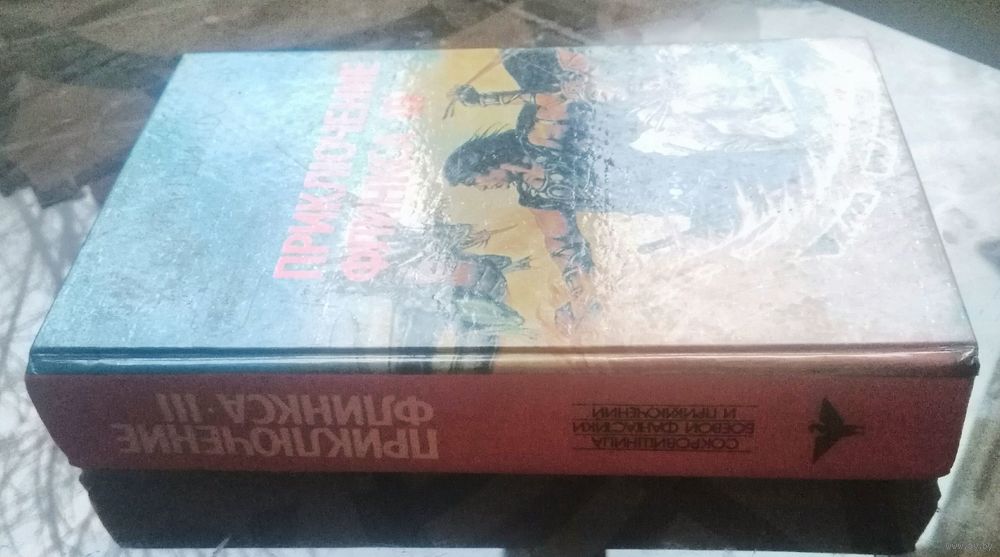 ПРИКЛЮЧЕНИЕ
ФЛИНКСА
ПРИКЛЮЧЕНИЕ
ФЛИНКСА · III
СОКРОВИЩНИЦА
БОЕВОЙ ФАНТАСТИКИ
И ПРИКЛЮЧЕНИЙ